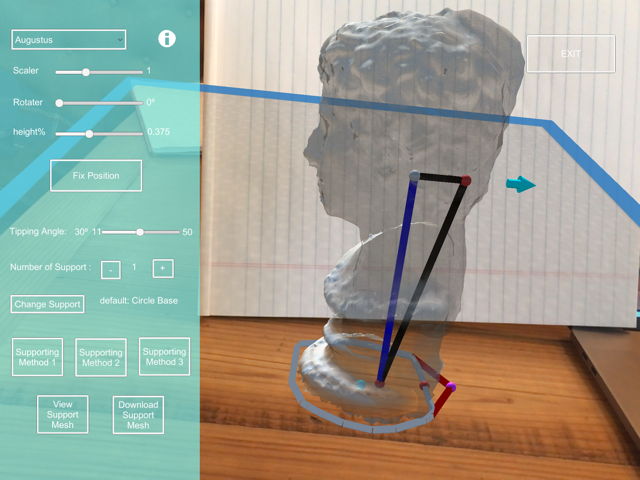 Augustus
i
EXIT
Scaler
1
Rotater
0°
height%
0.375
Fix Position
Tipping Angle: 30° 11
50
Number of Support :
-
1
+
Change Support
default: Circle Base
Supporting
Method 1
Supporting
Method 2
Supporting
Method 3
View
Support
Mesh
Download
Support
Mesh